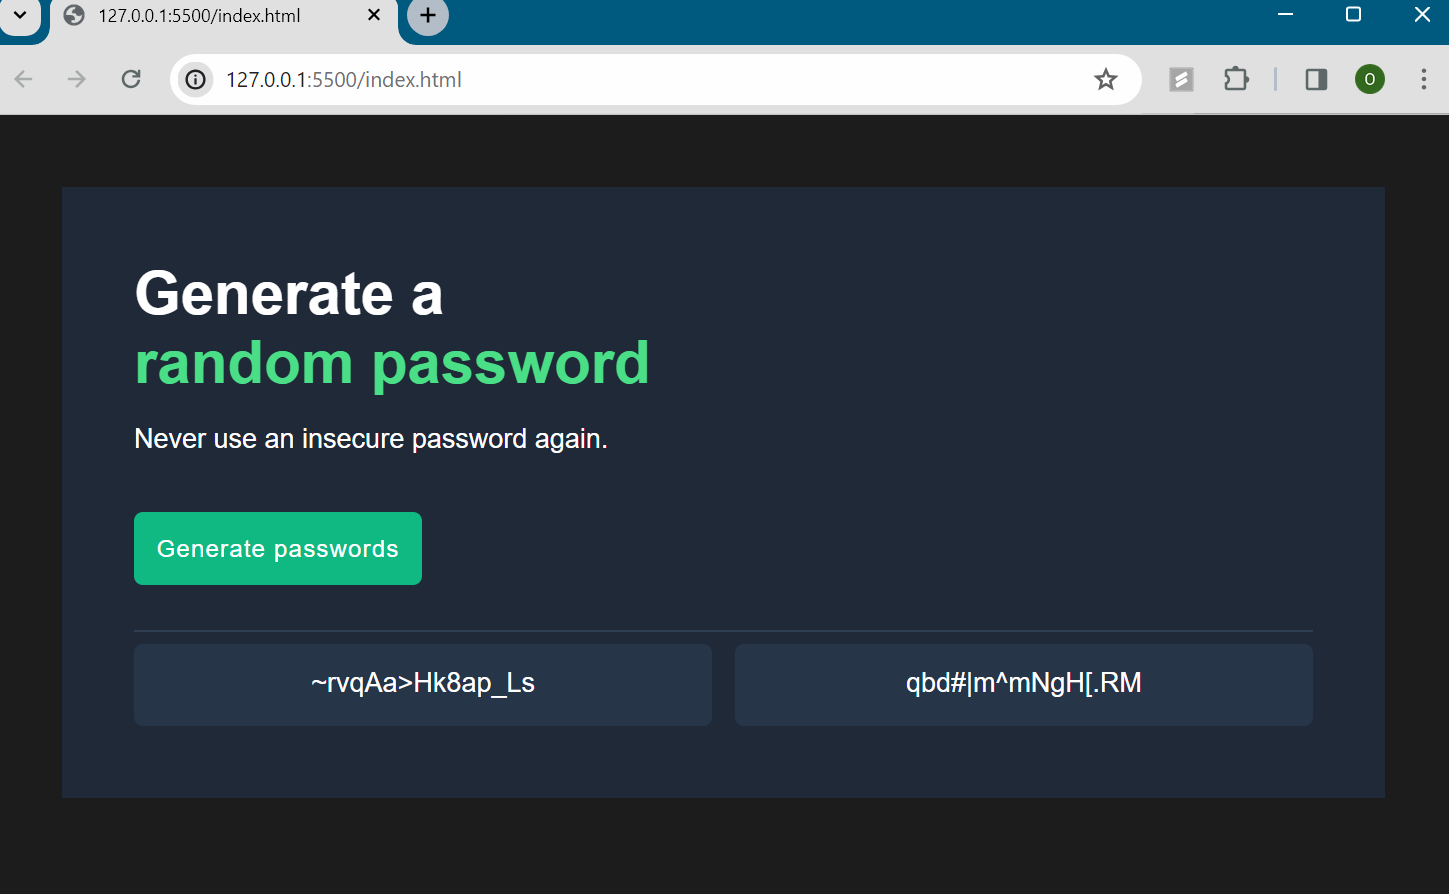 127.0.0.1:5500/index.html
127.0.0.1:5500/index.html
O
Generate a
random password
Never use an insecure password again.
Generate passwords
~rvqAa>Hk8ap_Ls
qbd#|m^mNgH[.RM